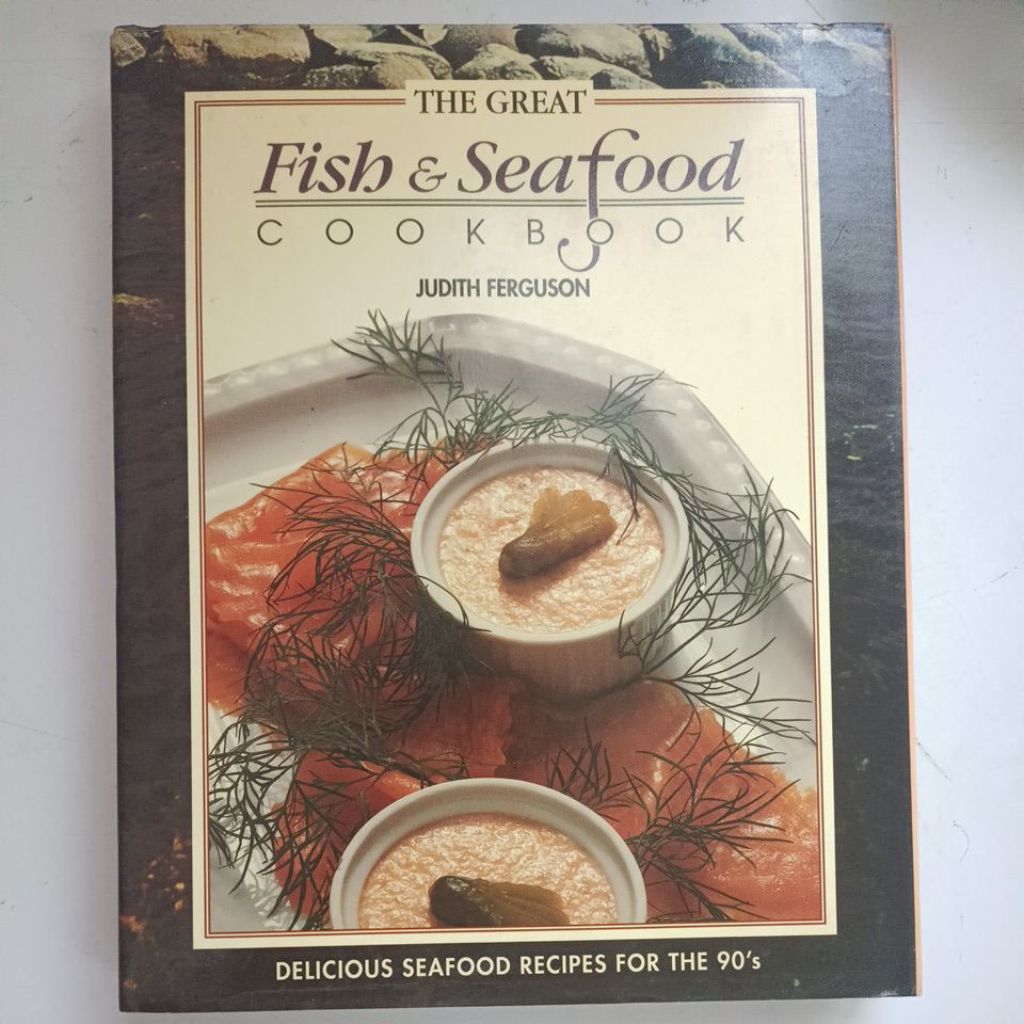 THE GREAT
Fish & Seafood
COOKBOOK
JUDITH FERGUSON
DELICIOUS SEAFOOD RECIPES FOR THE 90's